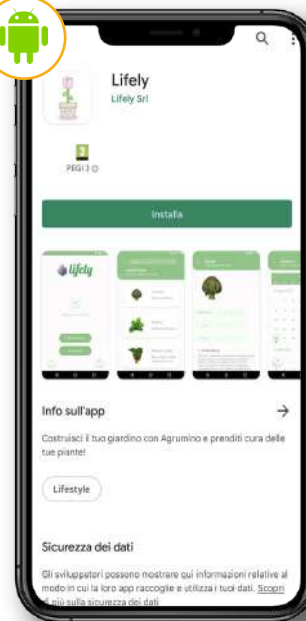 Lifely
Lifely Srl
3
PEGI 3
Installa
lifely
Info sull'app
Costruisci il tuo giardino con Agrumino e prenditi cura delle
tue piante!
Lifestyle
Sicurezza dei dati
Gli sviluppatori possono mostrare qui informazioni relative al
modo in cui la loro app raccoglie e utilizza i tuoi dati. Scopri
di più sulla sicurezza dei dati